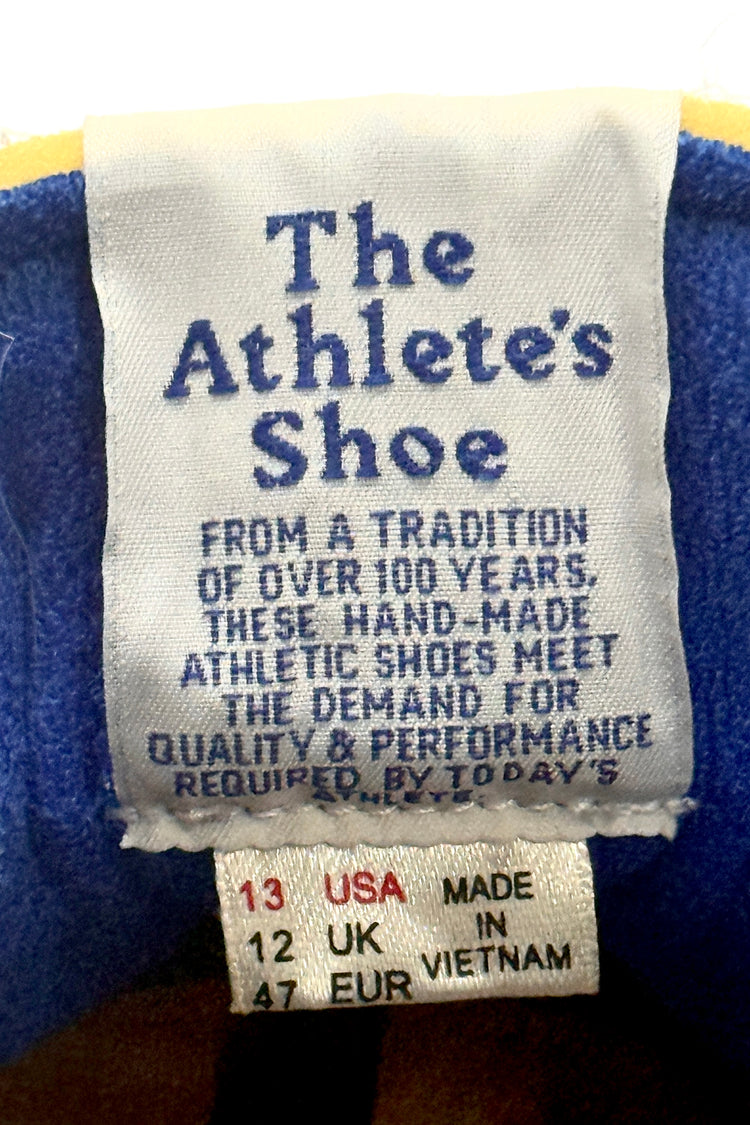 The
Athlete's
Shoe
FROM A TRADITION
OF OVER 100 YEARS.
THESE HAND-MADE
ATHLETIC SHOES MEET
THE DEMAND FOR
QUALITY & PERFORMANCE
REQUIRED BY TODAY'S
ATHLETE.
13 USA MADE
12 UK IN
47 EUR VIETNAM